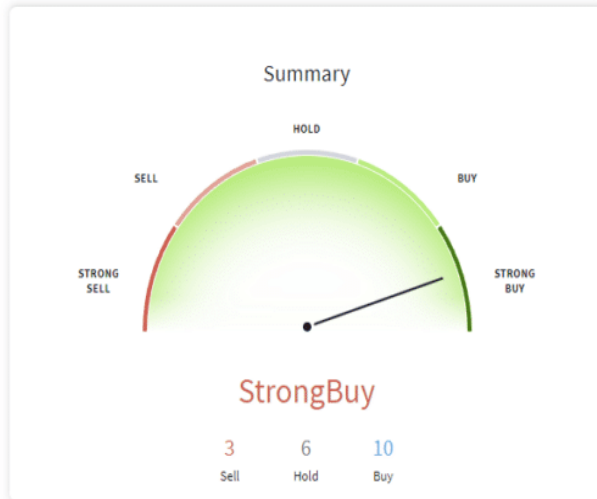 Summary
HOLD
SELL
BUY
STRONG
SELL
STRONG
BUY
StrongBuy
3 6 10
Sell Hold Buy